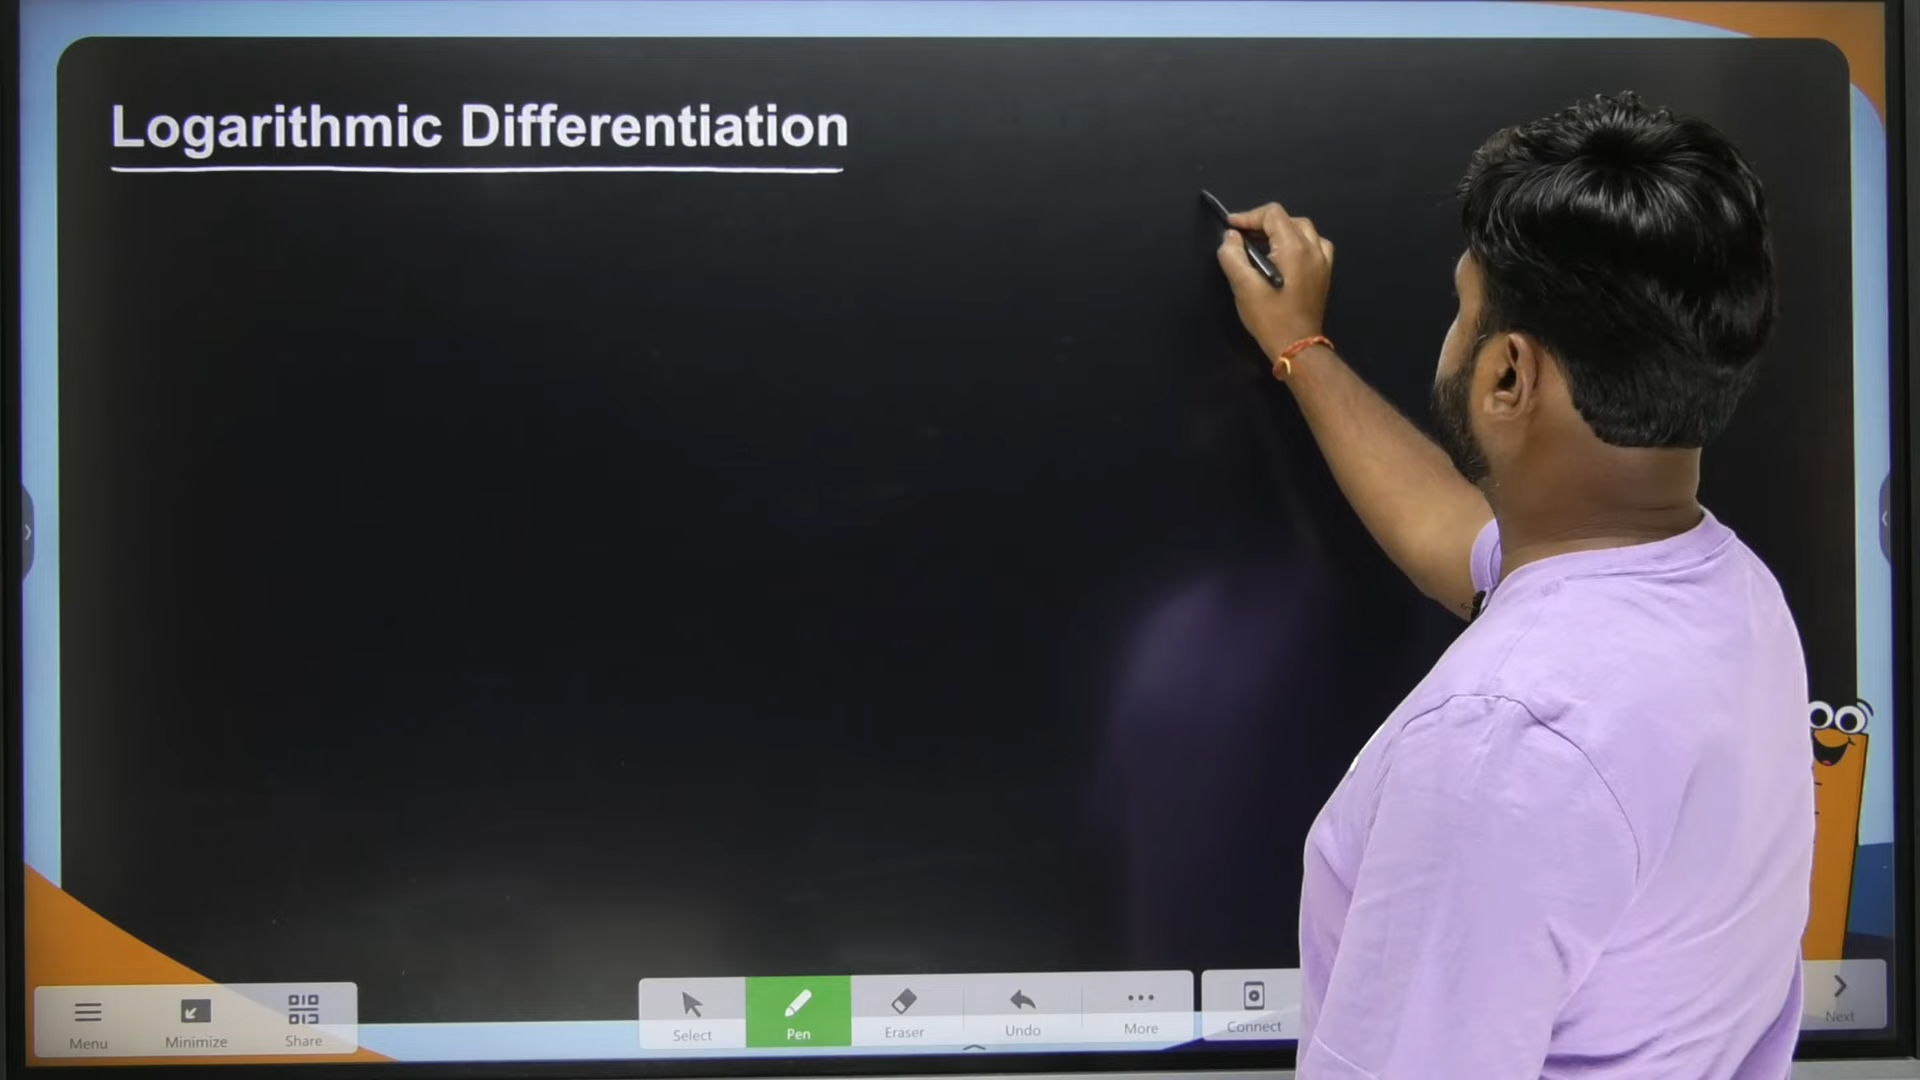 Logarithmic Differentiation
Menu
Minimize
Share
Select
Pen
Eraser
Undo
More
Connect
Next